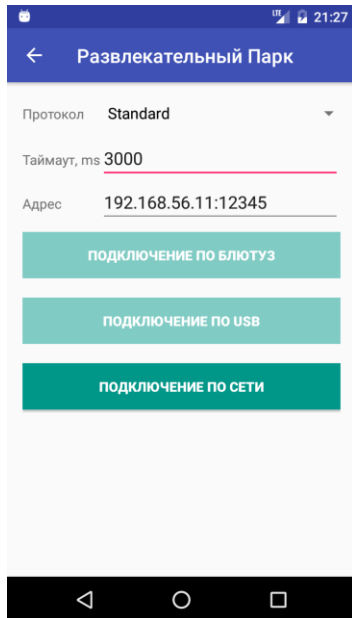 LTE 21:27
Развлекательный Парк
Протокол Standard
Таймаут, ms 3000
Адрес 192.168.56.11:12345
ПОДКЛЮЧЕНИЕ ПО БЛЮТУЗ
ПОДКЛЮЧЕНИЕ ПО USB
ПОДКЛЮЧЕНИЕ ПО СЕТИ